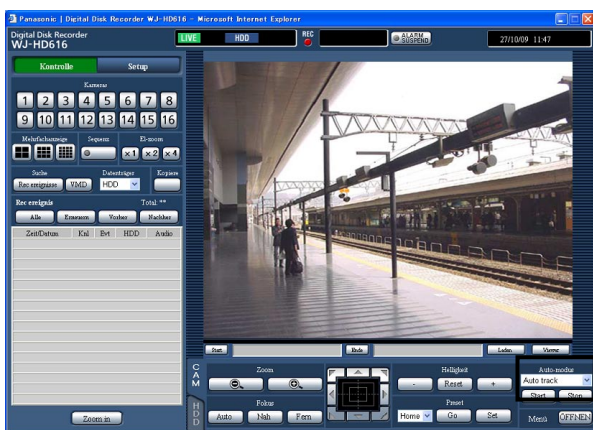 Panasonic | Digital Disk Recorder WJ-HD616 - Microsoft Internet Explorer
Digital Disk Recorder
WJ-HD616
LIVE HDD REC ALARM SUSPEND 27/10/09 11:47
Kontrolle Setup
Kameras
1 2 3 4 5 6 7 8
9 10 11 12 13 14 15 16
Mehrfachanzeige Sequenz El-zoom
x1 x2 x4
Suche Datenträger Kopiere
Rec ereignisse VMD HDD
Rec ereignis Total: **
Alle Erneuern Vorher Nachher
Zeit/Datum Knl Evt HDD Audio
Zoom in
Start Ende Laden Viewer
CAM
HDD
Zoom Helligkeit Auto-modus
- Reset + Auto track
Start Stop
Fokus Preset
Auto Nah Fern Home Go Set Menü ÖFFNEN